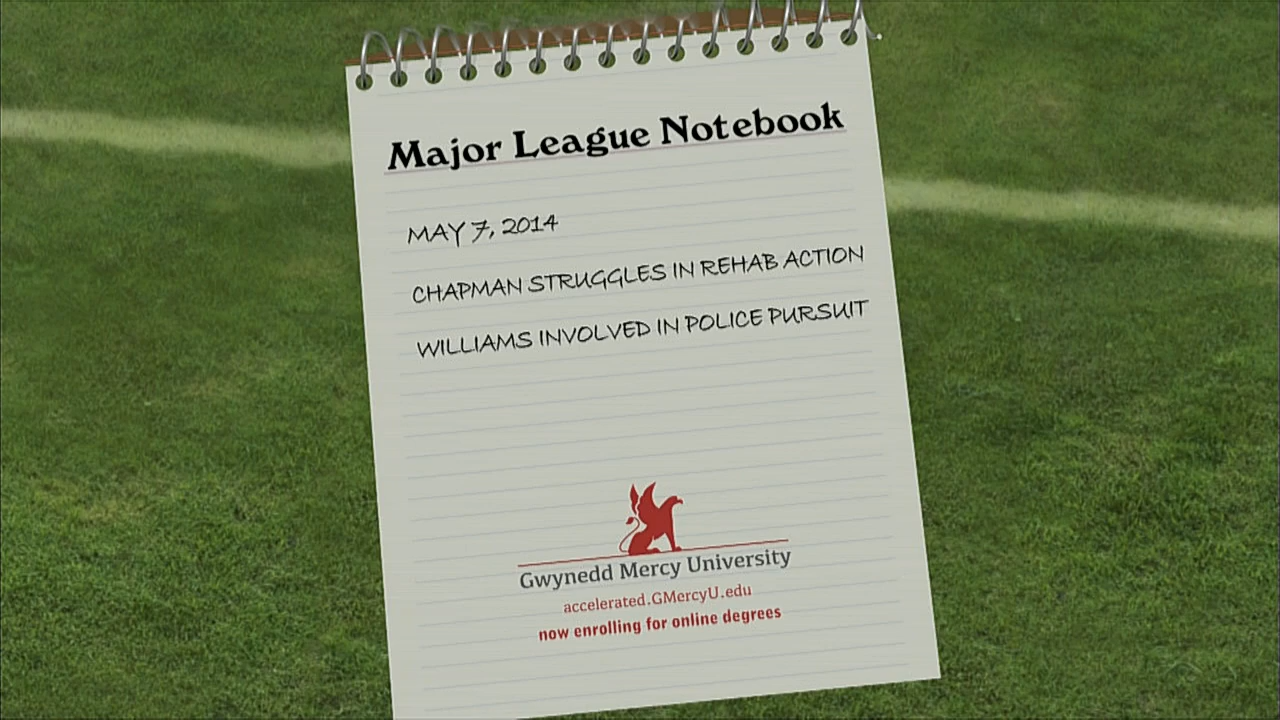 Major League Notebook
MAY 7, 2014
CHAPMAN STRUGGLES IN REHAB ACTION
WILLIAMS INVOLVED IN POLICE PURSUIT
Gwynedd Mercy University
accelerated.GMercyU.edu
now enrolling for online degrees